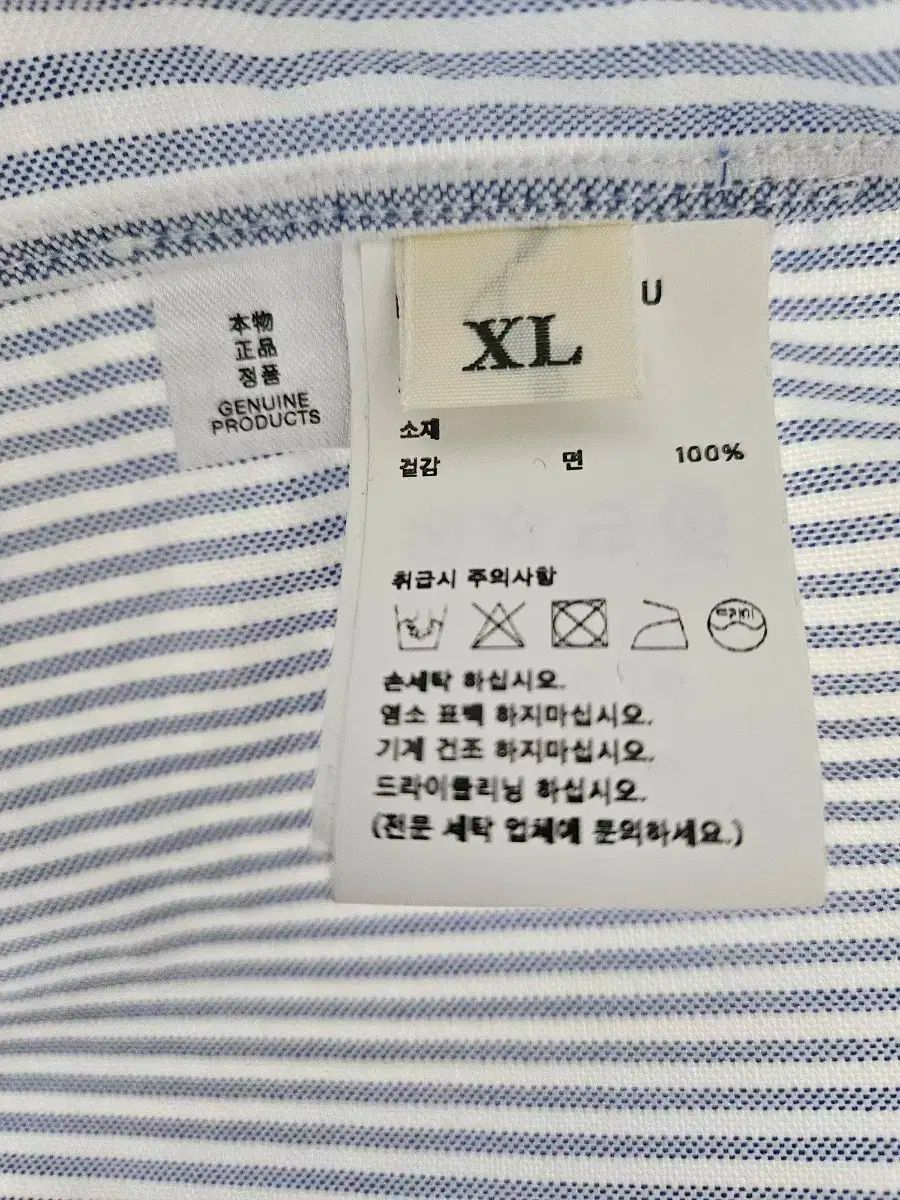 本物
正品
정품
GENUINE
PRODUCTS
XL
U
소재
겉감 면 100%
취급시 주의사항
손세탁 하십시오.
염소 표백 하지마십시오.
기계 건조 하지마십시오.
드라이클리닝 하십시오.
(전문 세탁 업체에 문의하세요.)